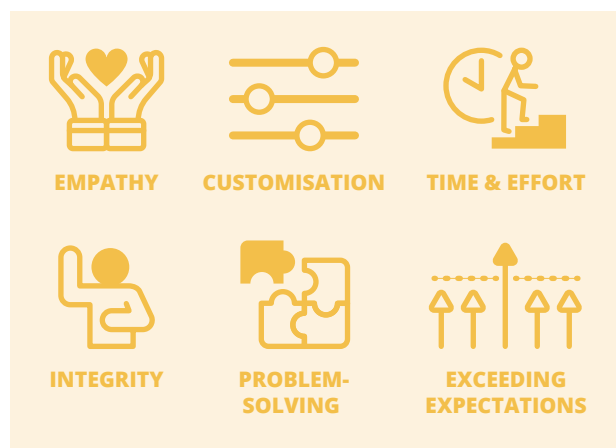 EMPATHY
CUSTOMISATION
TIME & EFFORT
INTEGRITY
PROBLEM-
SOLVING
EXCEEDING
EXPECTATIONS